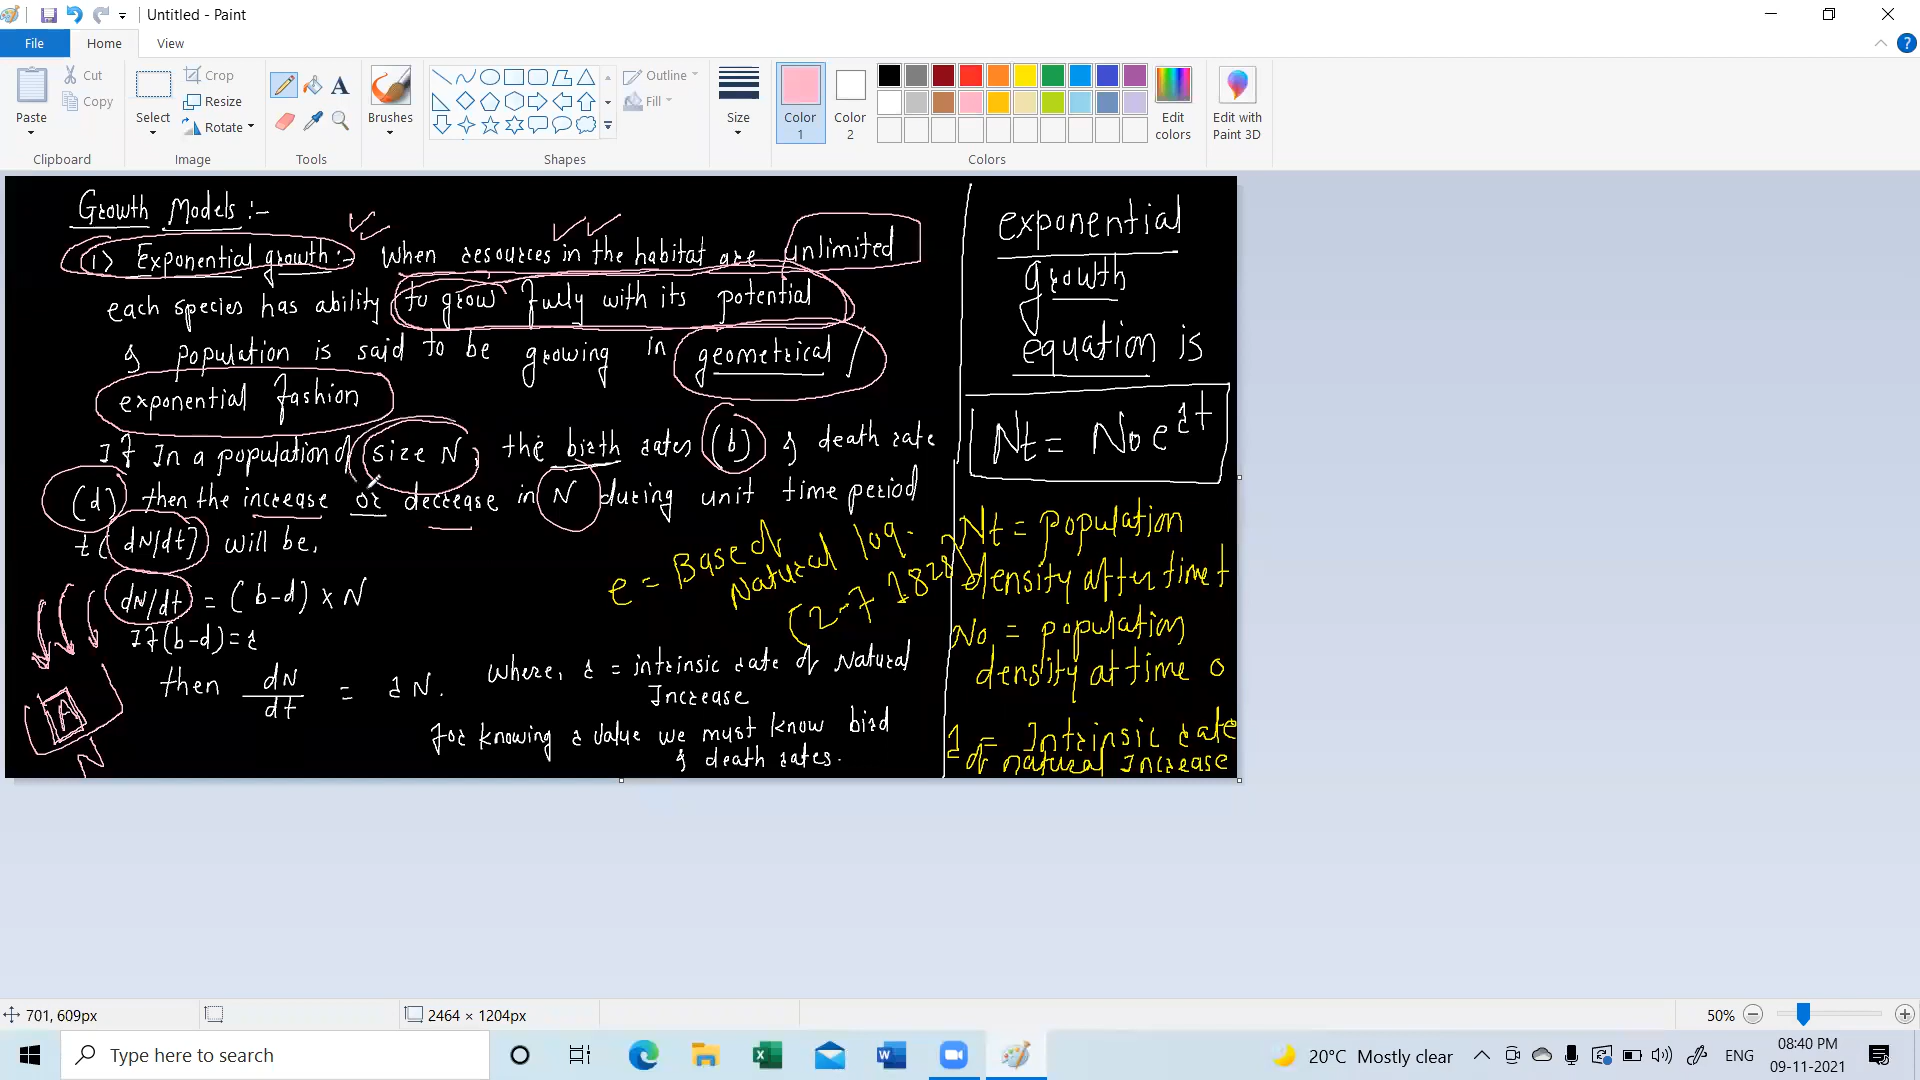 Untitled - Paint
File Home View
Paste
Cut
Copy
Clipboard
Select
Crop
Resize
Rotate
Image
A
Tools
Brushes
Shapes
Outline
Fill
Size
Color 1
Color 2
Edit colors
Edit with Paint 3D
Colors
Growth Models :-
1) Exponential growth :- When resources in the habitat are unlimited
each species has ability to grow fully with its potential
& population is said to be growing in geometrical /
exponential fashion
If In a population of size N, the birth rates (b) & death rate
(d) then the increase or decrease in N during unit time period
t (dN/dt) will be,
dN/dt = (b-d) x N
If (b-d) = r
then dN/dt = rN.
where, r = intrinsic rate of Natural
Increase
for knowing r value we must know bird
& death rates.
A
N
e = Base of
Natural log.
(2-71828)
exponential
growth
equation is
Nt = No e^rt
Nt = Population
density after time t
No = population
density at time o
r = Intrinsic rate
of natural Increase
701, 609px
2464 × 1204px
50%
Type here to search
20°C Mostly clear
ENG
08:40 PM
09-11-2021